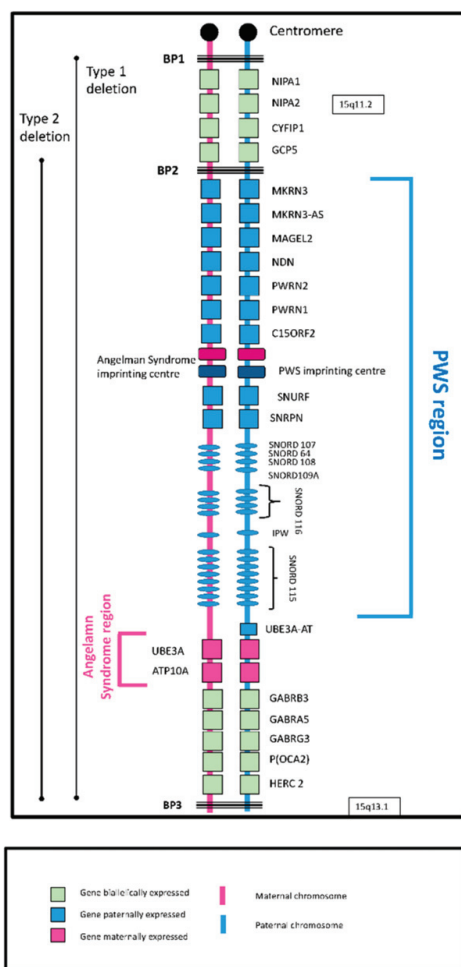 Centromere
BP1
Type 1
deletion
Type 2
deletion
NIPA1
NIPA2
15q11.2
CYFIP1
GCP5
BP2
MKRN3
MKRN3-AS
MAGEL2
NDN
PWRN2
PWRN1
C15ORF2
Angelman Syndrome
imprinting centre
PWS imprinting centre
SNURF
SNRPN
PWS region
SNORD 107
SNORD 64
SNORD 108
SNORD109A
SNORD 116
IPW
SNORD 115
UBE3A-AT
Angelamn
Syndrome region
UBE3A
ATP10A
GABRB3
GABRA5
GABRG3
P(OCA2)
HERC 2
BP3
15q13.1
Gene biallelically expressed
Gene paternally expressed
Gene maternally expressed
Maternal chromosome
Paternal chromosome